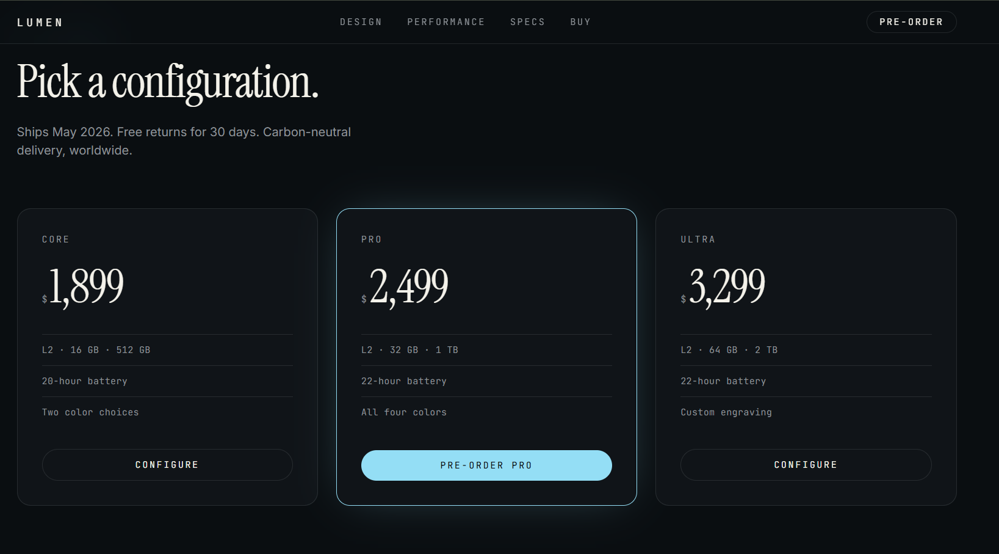 LUMEN
DESIGN
PERFORMANCE
SPECS
BUY
PRE-ORDER
Pick a configuration.
Ships May 2026. Free returns for 30 days. Carbon-neutral
delivery, worldwide.
CORE
$1,899
L2 · 16 GB · 512 GB
20-hour battery
Two color choices
CONFIGURE
PRO
$2,499
L2 · 32 GB · 1 TB
22-hour battery
All four colors
PRE-ORDER PRO
ULTRA
$3,299
L2 · 64 GB · 2 TB
22-hour battery
Custom engraving
CONFIGURE